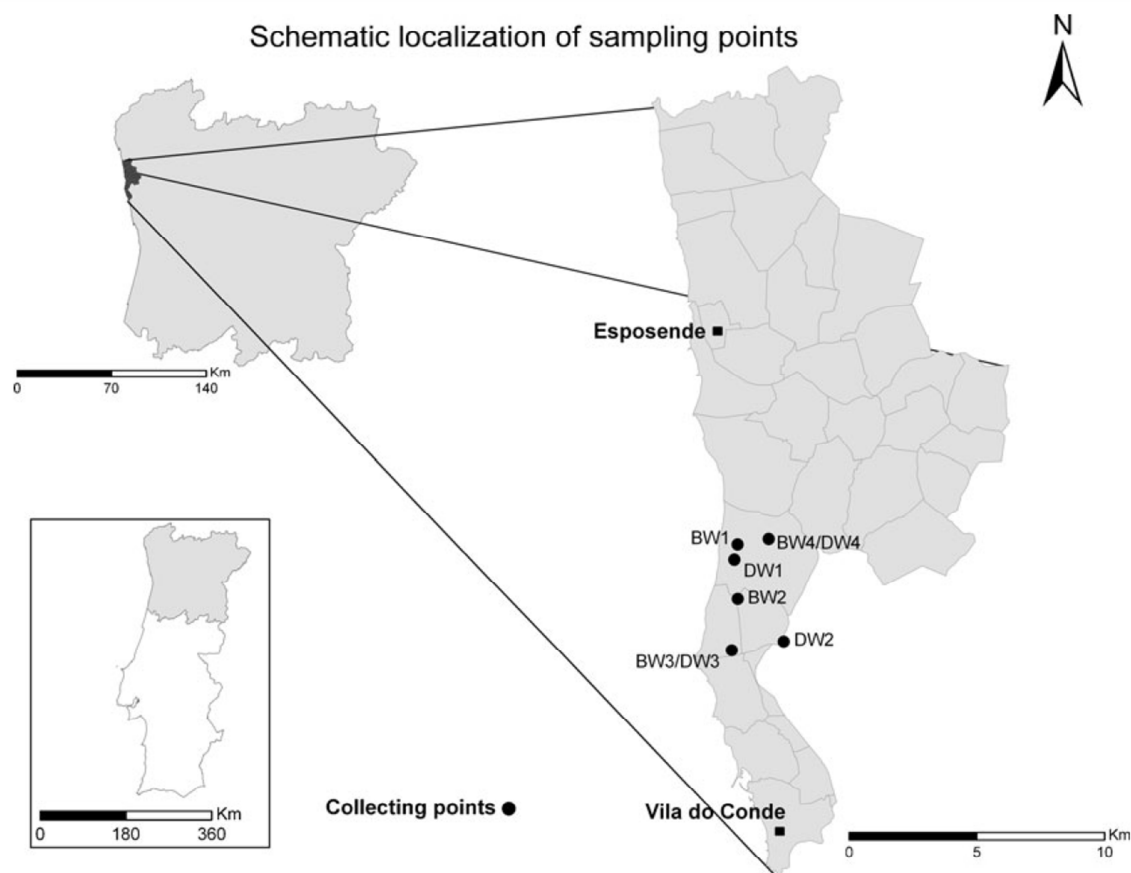 Schematic localization of sampling points
N
Esposende
Km
0 70 140
BW1
BW4/DW4
DW1
BW2
DW2
BW3/DW3
Km
0 180 360
Collecting points
Vila do Conde
Km
0 5 10